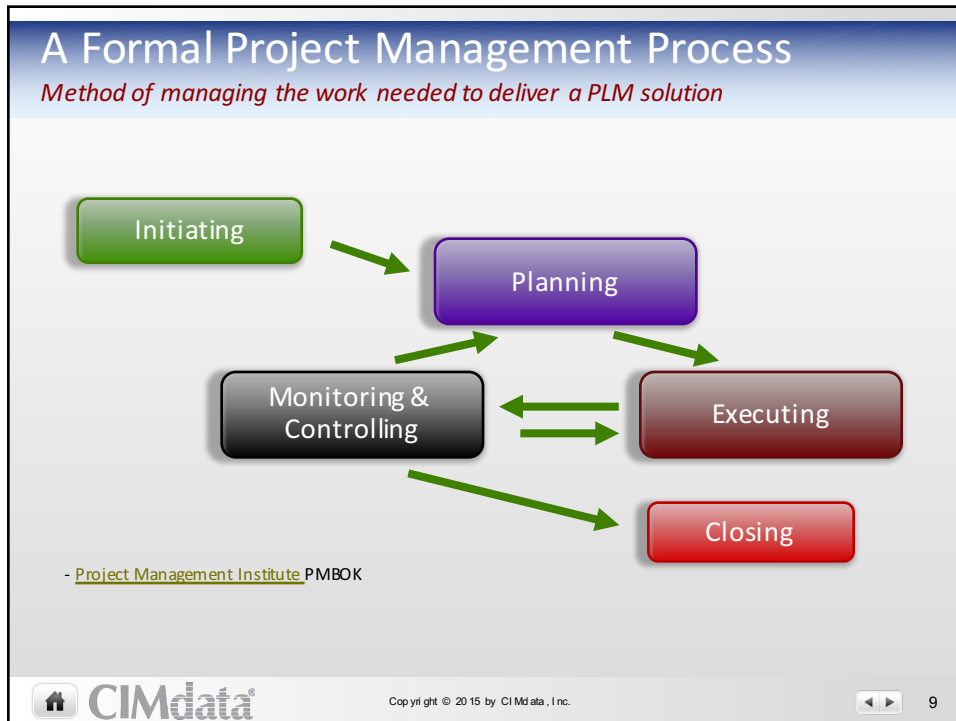 A Formal Project Management Process
Method of managing the work needed to deliver a PLM solution
Initiating
Planning
Monitoring &
Controlling
Executing
Closing
- Project Management Institute PMBOK
CIMdata®
Copyright © 2015 by CIMdata, Inc.
9